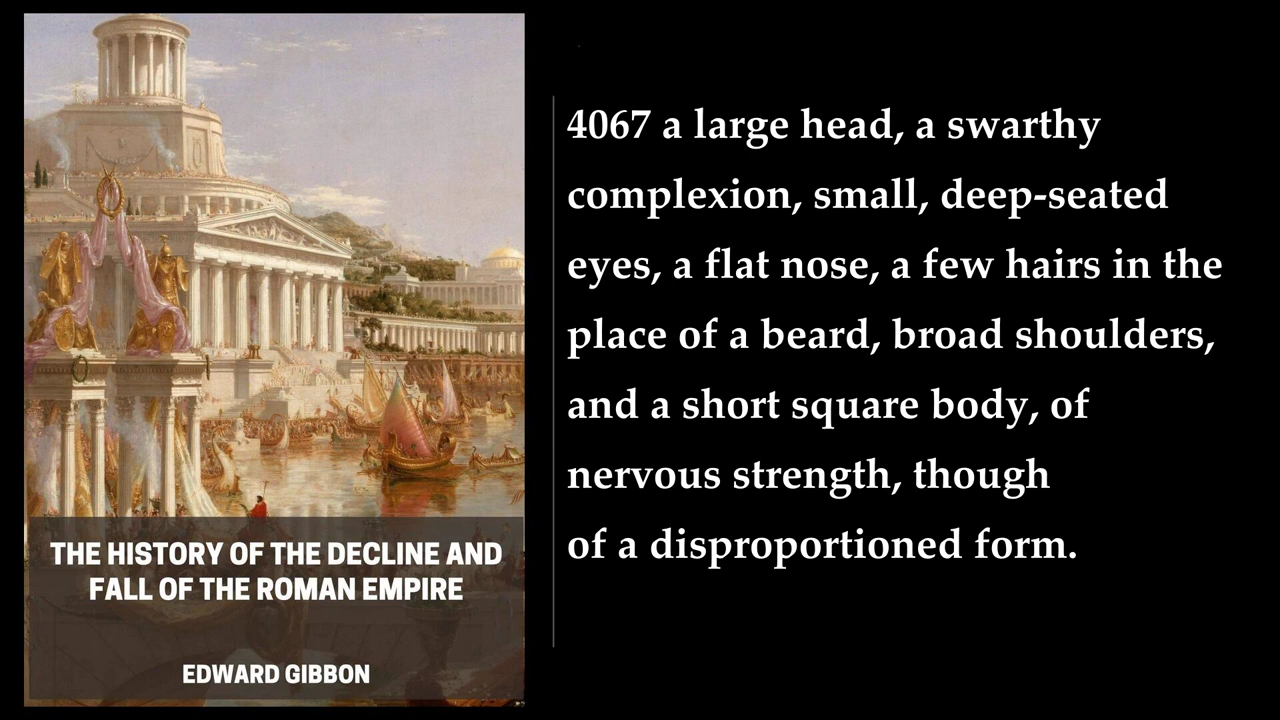 4067 a large head, a swarthy
complexion, small, deep-seated
eyes, a flat nose, a few hairs in the
place of a beard, broad shoulders,
and a short square body, of
nervous strength, though
of a disproportioned form.
THE HISTORY OF THE DECLINE AND
FALL OF THE ROMAN EMPIRE
EDWARD GIBBON